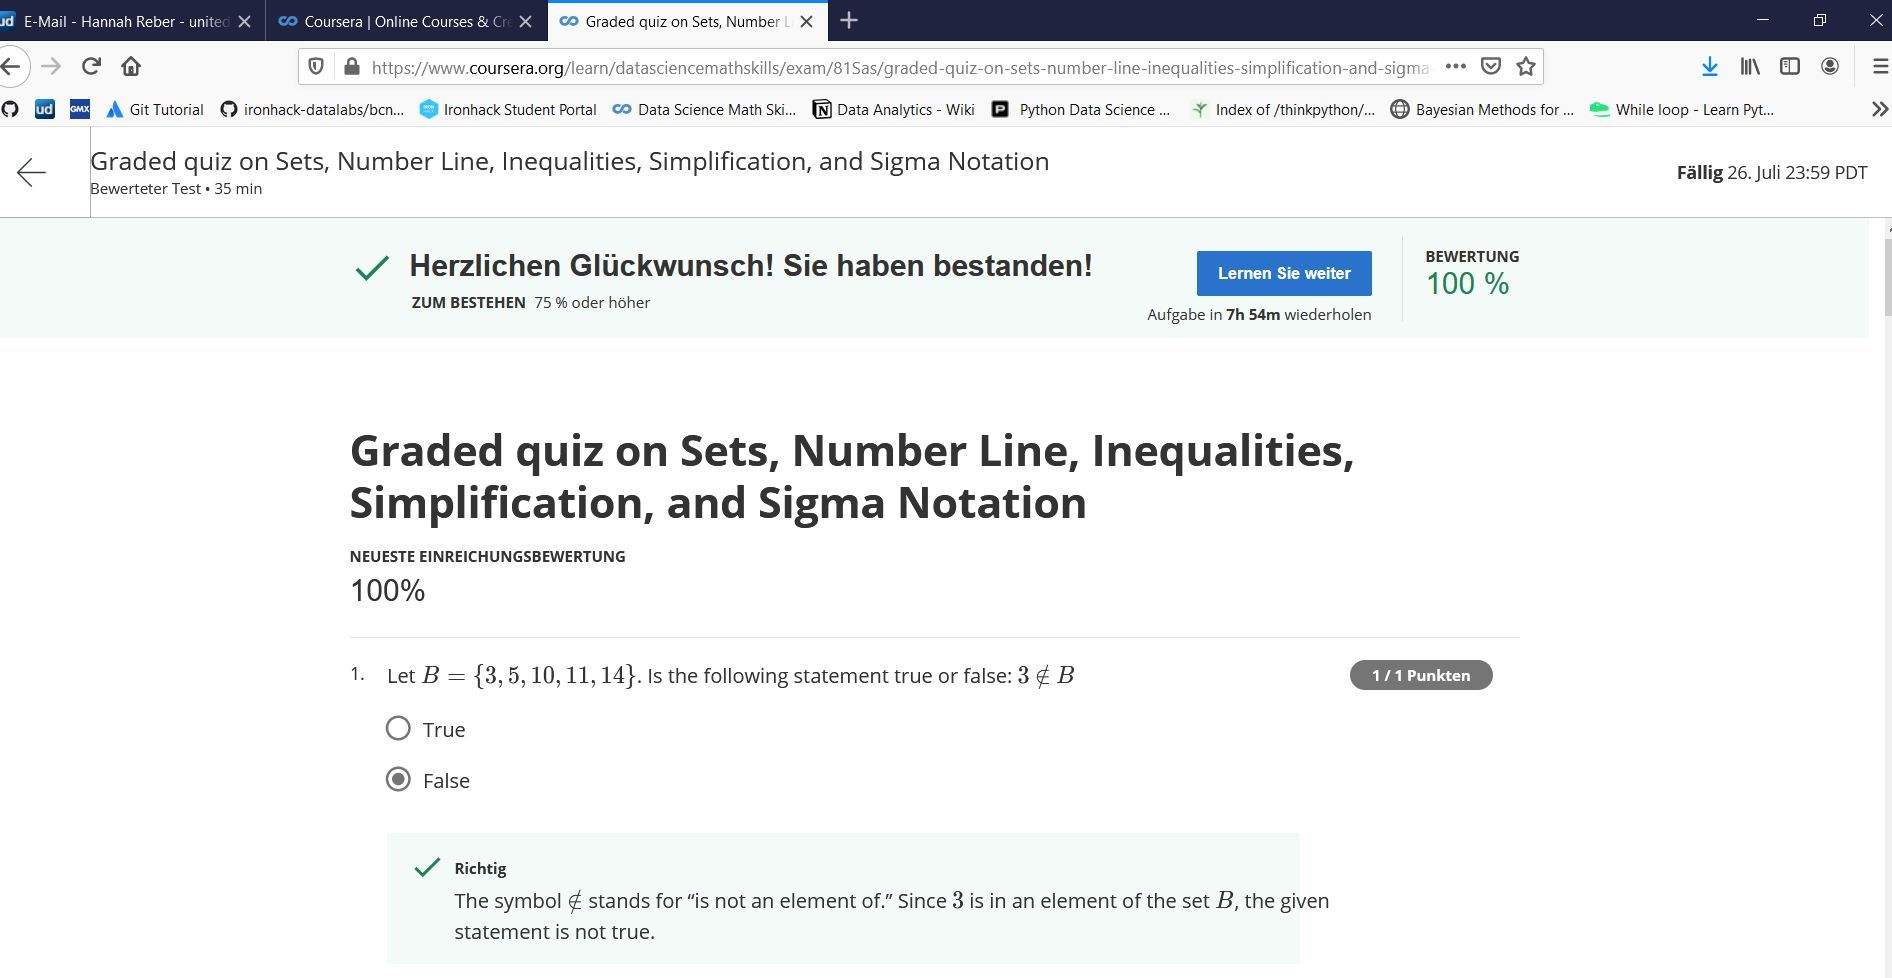 ud E-Mail - Hannah Reber - united
Coursera | Online Courses & Cre
Graded quiz on Sets, Number Li
https://www.coursera.org/learn/datasciencemathskills/exam/81Sas/graded-quiz-on-sets-number-line-inequalities-simplification-and-sigma-
ud GMX Git Tutorial ironhack-datalabs/bcn... Ironhack Student Portal Data Science Math Ski... Data Analytics - Wiki Python Data Science ... Index of /thinkpython/... Bayesian Methods for ... While loop - Learn Pyt...
Graded quiz on Sets, Number Line, Inequalities, Simplification, and Sigma Notation
Bewerteter Test • 35 min
Fällig 26. Juli 23:59 PDT
Herzlichen Glückwunsch! Sie haben bestanden!
ZUM BESTEHEN 75 % oder höher
Lernen Sie weiter
Aufgabe in 7h 54m wiederholen
BEWERTUNG
100 %
Graded quiz on Sets, Number Line, Inequalities,
Simplification, and Sigma Notation
NEUESTE EINREICHUNGSBEWERTUNG
100%
1. Let B = {3, 5, 10, 11, 14}. Is the following statement true or false: 3 ∉ B
1 / 1 Punkten
True
False
Richtig
The symbol ∉ stands for “is not an element of.” Since 3 is in an element of the set B, the given
statement is not true.